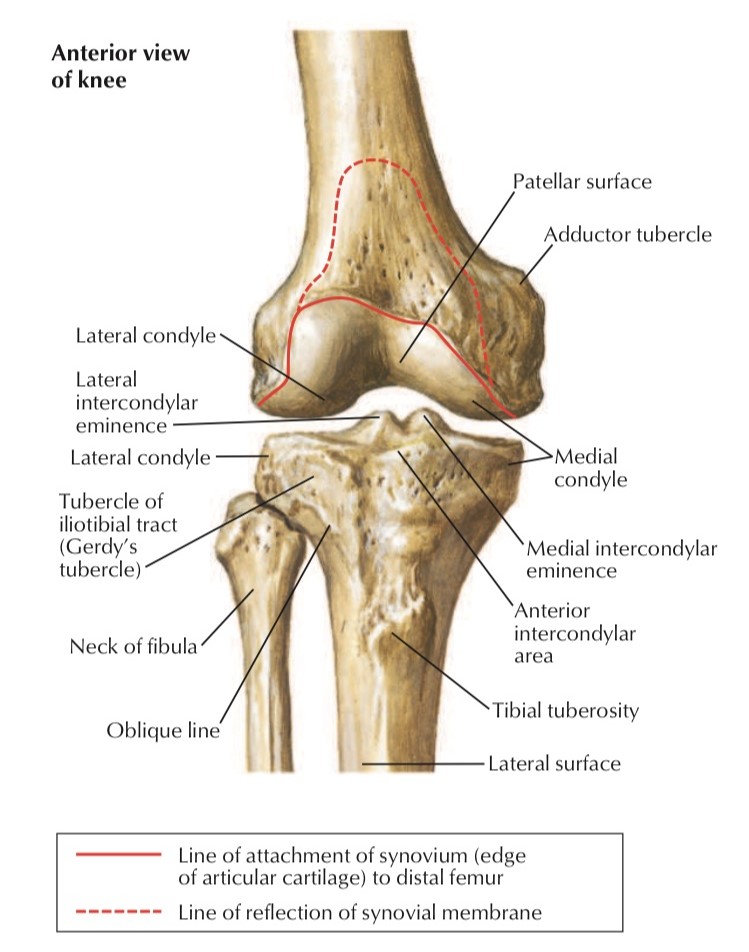 Anterior view
of knee
Patellar surface
Adductor tubercle
Lateral condyle
Lateral
intercondylar
eminence
Lateral condyle
Medial
condyle
Tubercle of
iliotibial tract
(Gerdy's
tubercle)
Medial intercondylar
eminence
Anterior
intercondylar
area
Neck of fibula
Tibial tuberosity
Oblique line
Lateral surface
Line of attachment of synovium (edge
of articular cartilage) to distal femur
Line of reflection of synovial membrane